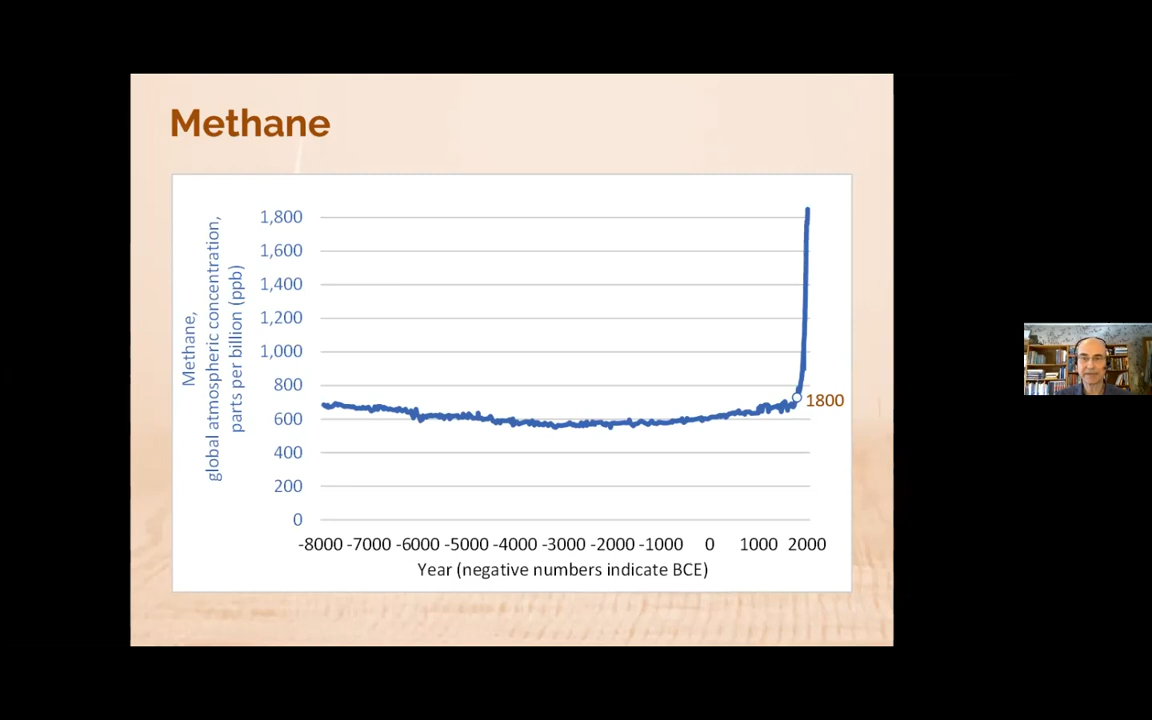 Methane
Methane,
global atmospheric concentration,
parts per billion (ppb)
1,800
1,600
1,400
1,200
1,000
800
600
400
200
0
1800
-8000 -7000 -6000 -5000 -4000 -3000 -2000 -1000 0 1000 2000
Year (negative numbers indicate BCE)